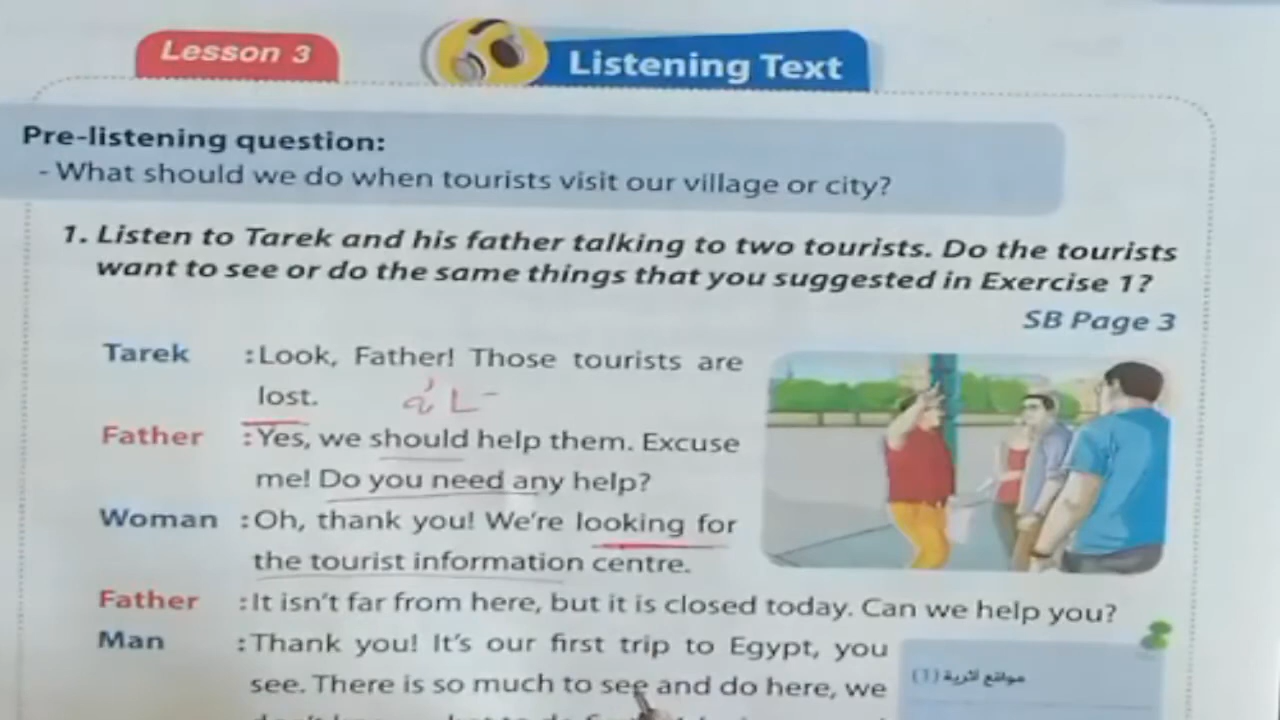 Lesson 3
Listening Text
Pre-listening question:
- What should we do when tourists visit our village or city?
1. Listen to Tarek and his father talking to two tourists. Do the tourists
want to see or do the same things that you suggested in Exercise 1?
SB Page 3
Tarek : Look, Father! Those tourists are
lost.
Father : Yes, we should help them. Excuse
me! Do you need any help?
Woman : Oh, thank you! We're looking for
the tourist information centre.
Father : It isn't far from here, but it is closed today. Can we help you?
Man : Thank you! It's our first trip to Egypt, you
see. There is so much to see and do here, we
مواقع أثرية (1)